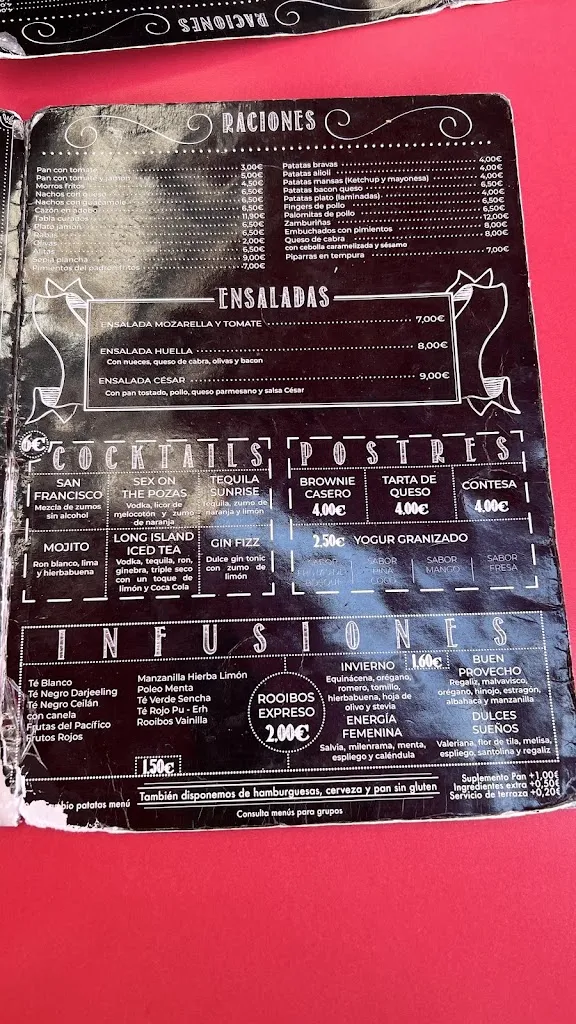 RACIONES
RACIONES
Pan con tomate 3,00€
Pan con tomate y jamón 5,00€
Morros fritos 4,50€
Nachos con queso 6,50€
Nachos con guacamole 6,50€
Cazón en adobo 6,50€
Tabla curados 11,90€
Plato jamón 6,50€
Rabas 6,50€
Olivas 2,00€
Alitas 6,50€
Sepia plancha 9,00€
Pimientos del padrón fritos 7,00€
Patatas bravas 4,00€
Patatas alioli 4,00€
Patatas mansas (Ketchup y mayonesa) 4,00€
Patatas bacon queso 6,50€
Patatas plato (laminadas) 4,00€
Fingers de pollo 6,50€
Palomitas de pollo 6,50€
Zamburiñas 12,00€
Embuchados con pimientos 8,00€
Queso de cabra 8,00€
con cebolla caramelizada y sésamo
Piparras en tempura 7,00€
ENSALADAS
ENSALADA MOZARELLA Y TOMATE 7,00€
ENSALADA HUELLA 8,00€
Con nueces, queso de cabra, olivas y bacon
ENSALADA CÉSAR 9,00€
Con pan tostado, pollo, queso parmesano y salsa César
6€
COCKTAILS
SAN
FRANCISCO
Mezcla de zumos
sin alcohol
SEX ON
THE POZAS
Vodka, licor de
melocotón y zumo
de naranja
TEQUILA
SUNRISE
Tequila, zumo de
naranja y limón
MOJITO
Ron blanco, lima
y hierbabuena
LONG ISLAND
ICED TEA
Vodka, tequila, ron,
ginebra, triple seco
con un toque de
limón y Coca Cola
GIN FIZZ
Dulce gin tonic
con zumo de
limón
POSTRES
BROWNIE
CASERO
4.00€
TARTA DE
QUESO
4.00€
CONTESA
4.00€
2.50€ YOGUR GRANIZADO
SABOR
BOSQUE
SABOR
PIÑA
COCO
SABOR
MANGO
SABOR
FRESA
INFUSIONES
Té Blanco
Té Negro Darjeeling
Té Negro Ceilán
con canela
Frutas del Pacífico
Frutos Rojos
Manzanilla Hierba Limón
Poleo Menta
Té Verde Sencha
Té Rojo Pu - Erh
Rooibos Vainilla
1.50€
ROOIBOS
EXPRESO
2.00€
1.60€
INVIERNO
Equinácena, orégano,
romero, tomillo,
hierbabuena, hoja de
olivo y stevia
ENERGÍA
FEMENINA
Salvia, milenrama, menta,
espliego y caléndula
BUEN
PROVECHO
Regaliz, malvavisco,
orégano, hinojo, estragón,
albahaca y manzanilla
DULCES
SUEÑOS
Valeriana, flor de tila, melisa,
espliego, santolina y regaliz
patatas menú
También disponemos de hamburguesas, cerveza y pan sin gluten
Consulta menús para grupos
Suplemento Pan +1,00€
Ingredientes extra +0,50€
Servicio de terraza +0,20€